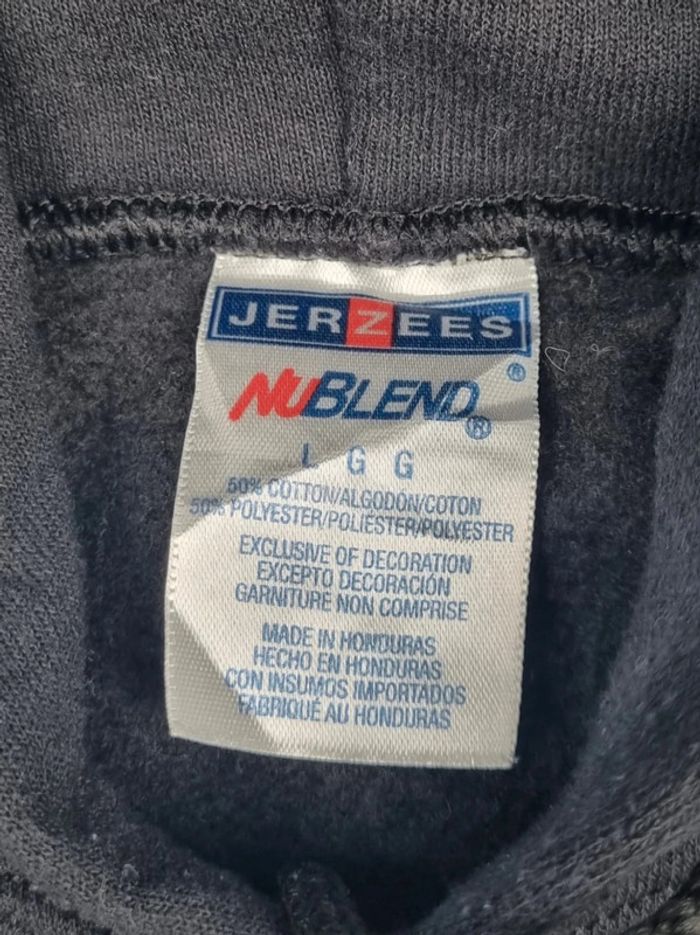 JERZEES
®
NUBLEND®
L G G
50% COTTON/ALGODÓN/COTON
50% POLYESTER/POLIESTER/POLYESTER
EXCLUSIVE OF DECORATION
EXCEPTO DECORACIÓN
GARNITURE NON COMPRISE
MADE IN HONDURAS
HECHO EN HONDURAS
CON INSUMOS IMPORTADOS
FABRIQUÉ AU HONDURAS